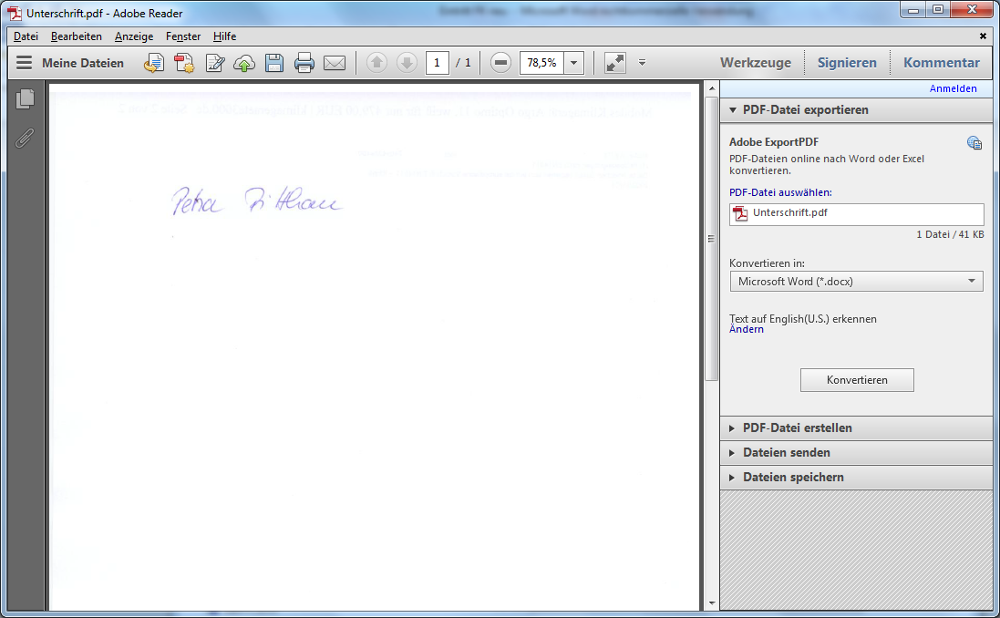 Unterschrift.pdf - Adobe Reader
Datei Bearbeiten Anzeige Fenster Hilfe
Meine Dateien 1 / 1 78,5% Werkzeuge Signieren Kommentar
Anmelden
PDF-Datei exportieren
Adobe ExportPDF
PDF-Dateien online nach Word oder Excel
konvertieren.
PDF-Datei auswählen:
Unterschrift.pdf
1 Datei / 41 KB
Konvertieren in:
Microsoft Word (*.docx)
Text auf English(U.S.) erkennen
Ändern
Konvertieren
PDF-Datei erstellen
Dateien senden
Dateien speichern
Petra